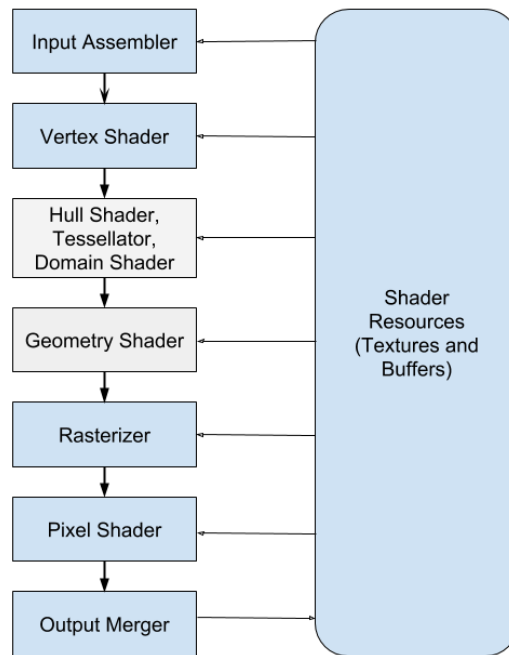 Input Assembler
Vertex Shader
Hull Shader,
Tessellator,
Domain Shader
Geometry Shader
Rasterizer
Pixel Shader
Output Merger
Shader
Resources
(Textures and
Buffers)